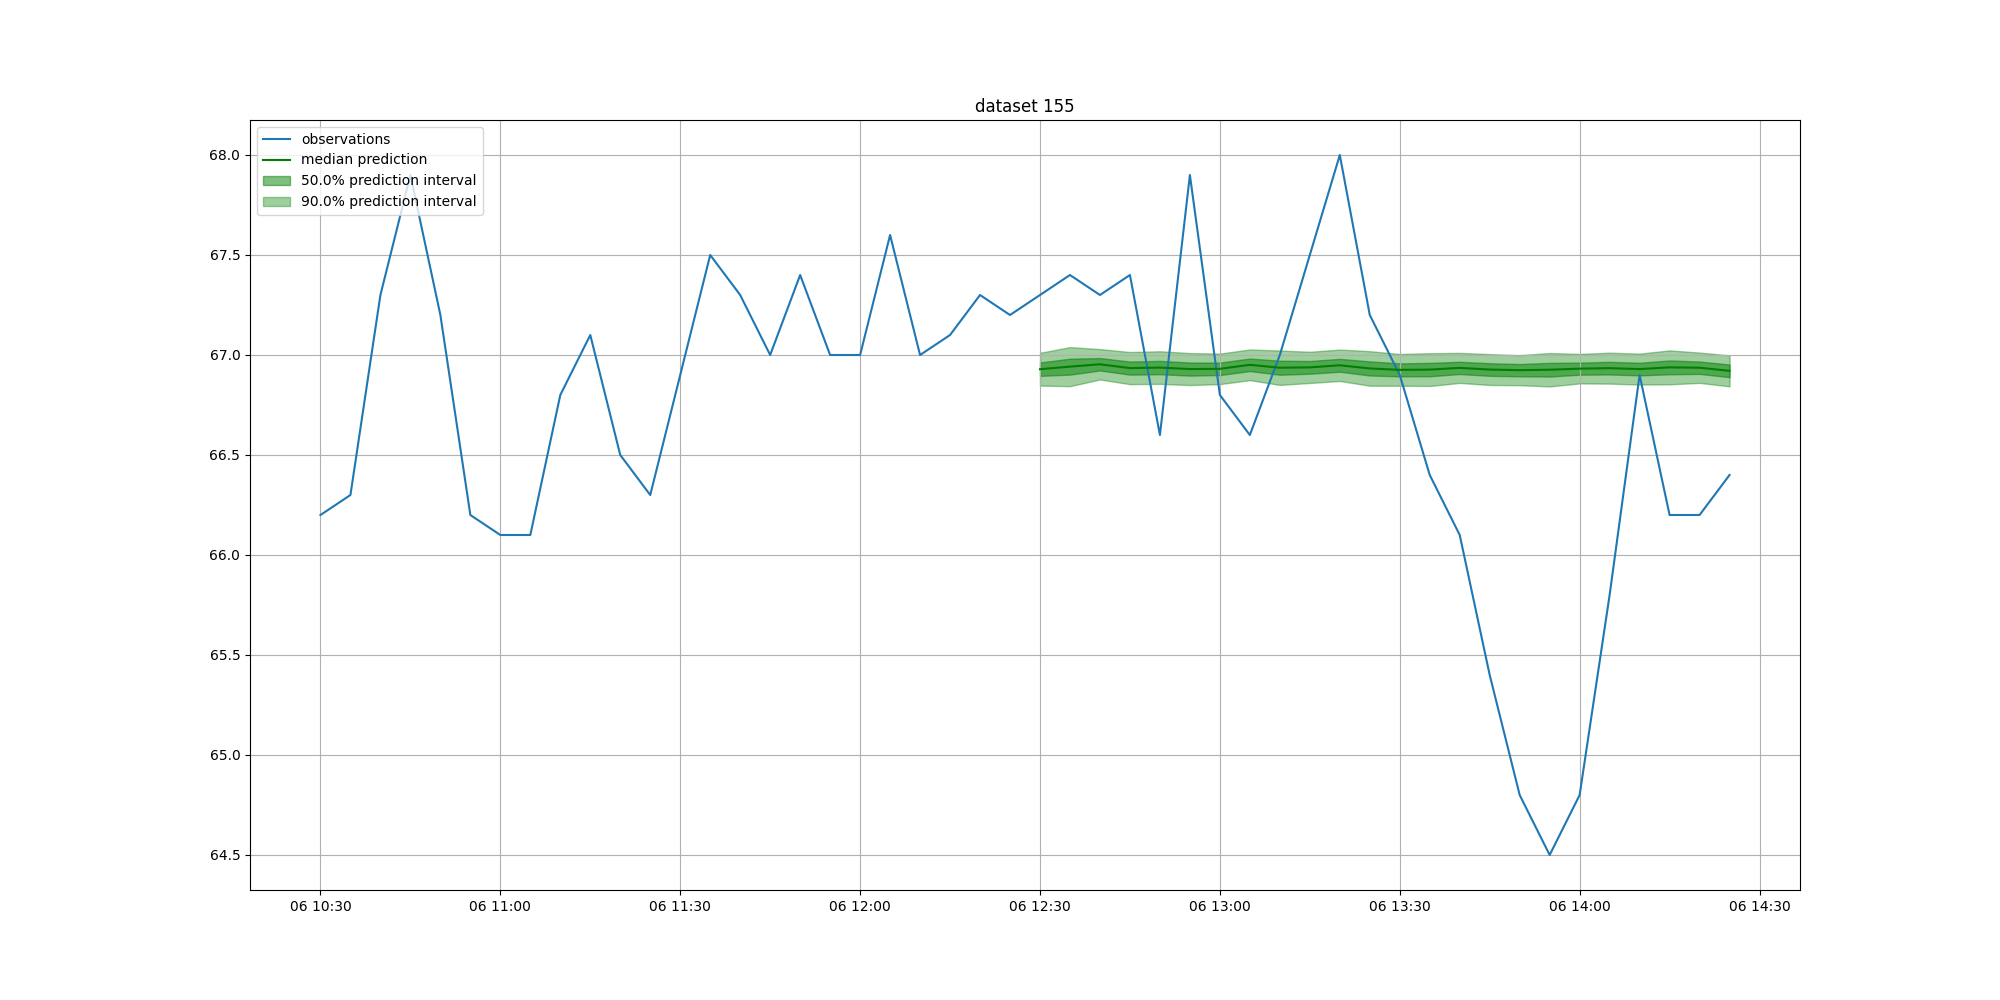 dataset 155
observations
median prediction
50.0% prediction interval
90.0% prediction interval
68.0
67.5
67.0
66.5
66.0
65.5
65.0
64.5
06 10:30 06 11:00 06 11:30 06 12:00 06 12:30 06 13:00 06 13:30 06 14:00 06 14:30